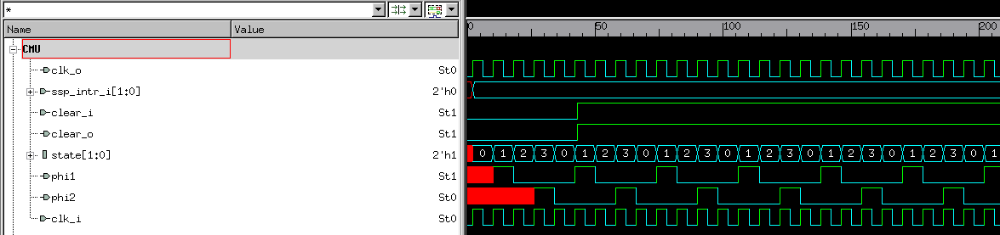 *
Name Value 0 50 100 150 200
CMU
clk_o St0
ssp_intr_i[1:0] 2'h0
clear_i St1
clear_o St1
state[1:0] 2'h1 0 1 2 3 0 1 2 3 0 1 2 3 0 1 2 3 0 1 2 3 0 1 2 3 0 1
phi1 St1
phi2 St0
clk_i St0